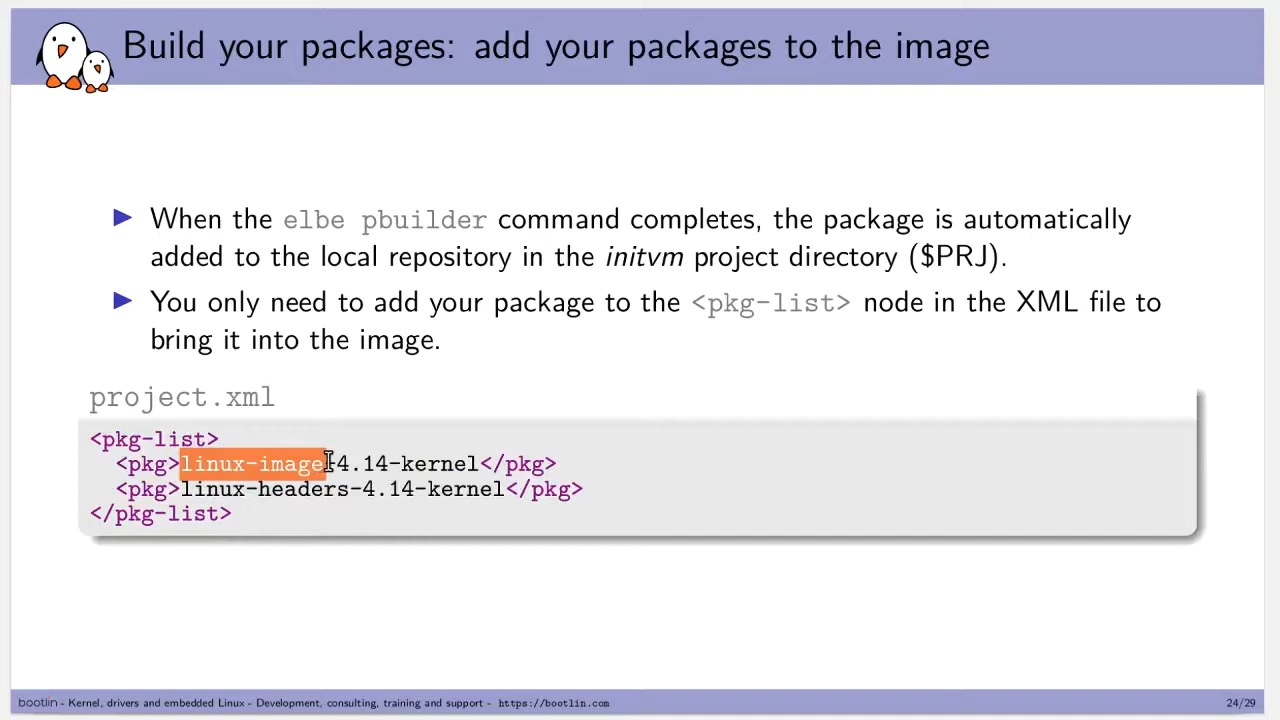 Build your packages: add your packages to the image
▶ When the elbe pbuilder command completes, the package is automatically
added to the local repository in the initvm project directory ($PRJ).
▶ You only need to add your package to the <pkg-list> node in the XML file to
bring it into the image.
project.xml
<pkg-list>
  <pkg>linux-image-4.14-kernel</pkg>
  <pkg>linux-headers-4.14-kernel</pkg>
</pkg-list>
bootlin - Kernel, drivers and embedded Linux - Development, consulting, training and support - https://bootlin.com
24/29